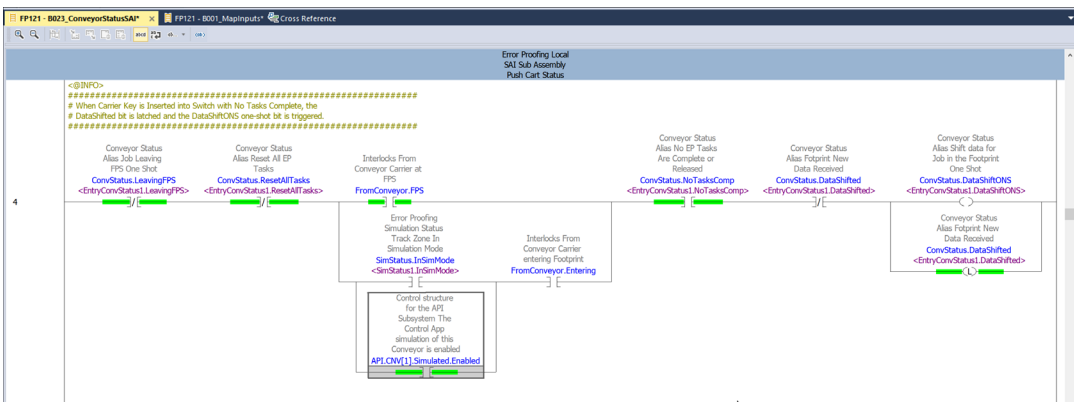 FP121 - B023_ConveyorStatusSAI*
FP121 - B001_MapInputs*
Cross Reference
Error Proofing Local
SAI Sub Assembly
Push Cart Status
<@INFO>
################################################################
# When Carrier Key is Inserted into Switch with No Tasks Complete, the
# DataShifted bit is latched and the DataShiftONS one-shot bit is triggered.
################################################################
4
Conveyor Status
Alias Job Leaving
FPS One Shot
ConvStatus.LeavingFPS
<EntryConvStatus1.LeavingFPS>
Conveyor Status
Alias Reset All EP
Tasks
ConvStatus.ResetAllTasks
<EntryConvStatus1.ResetAllTasks>
Interlocks From
Conveyor Carrier at
FPS
FromConveyor.FPS
Conveyor Status
Alias No EP Tasks
Are Complete or
Released
ConvStatus.NoTasksComp
<EntryConvStatus1.NoTasksComp>
Conveyor Status
Alias Fotprint New
Data Received
ConvStatus.DataShifted
<EntryConvStatus1.DataShifted>
Conveyor Status
Alias Shift data for
Job in the Footprint
One Shot
ConvStatus.DataShiftONS
<EntryConvStatus1.DataShiftONS>
Error Proofing
Simulation Status
Track Zone In
Simulation Mode
SimStatus.InSimMode
<SimStatus1.InSimMode>
Interlocks From
Conveyor Carrier
entering Footprint
FromConveyor.Entering
Conveyor Status
Alias Fotprint New
Data Received
ConvStatus.DataShifted
<EntryConvStatus1.DataShifted>
L
Control structure
for the API
Subsystem The
Control App
simulation of this
Conveyor is enabled
API.CNV[1].Simulated.Enabled